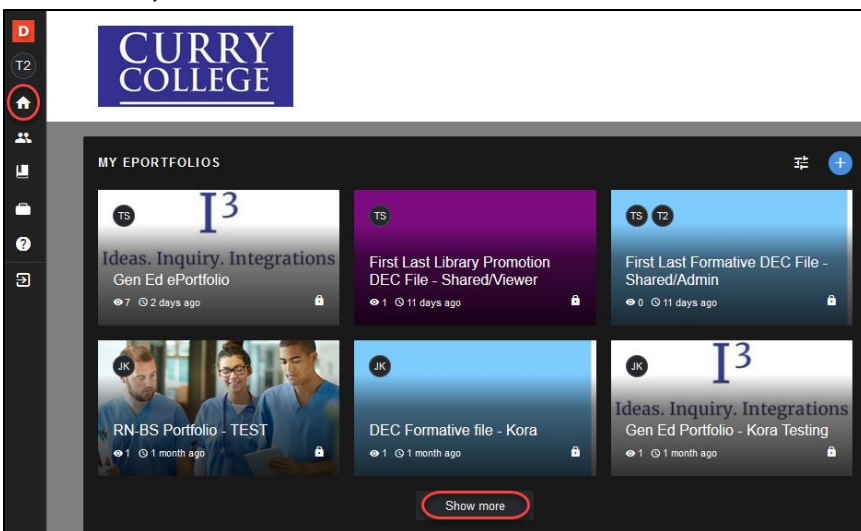 D
CURRY
COLLEGE
T2
MY EPORTFOLIOS
TS
I3
Ideas. Inquiry. Integrations
Gen Ed ePortfolio
7 2 days ago
TS
First Last Library Promotion
DEC File - Shared/Viewer
1 11 days ago
TS T2
First Last Formative DEC File -
Shared/Admin
0 11 days ago
JK
RN-BS Portfolio - TEST
1 1 month ago
JK
DEC Formative file - Kora
1 1 month ago
JK
I3
Ideas. Inquiry. Integrations
Gen Ed Portfolio - Kora Testing
1 1 month ago
Show more